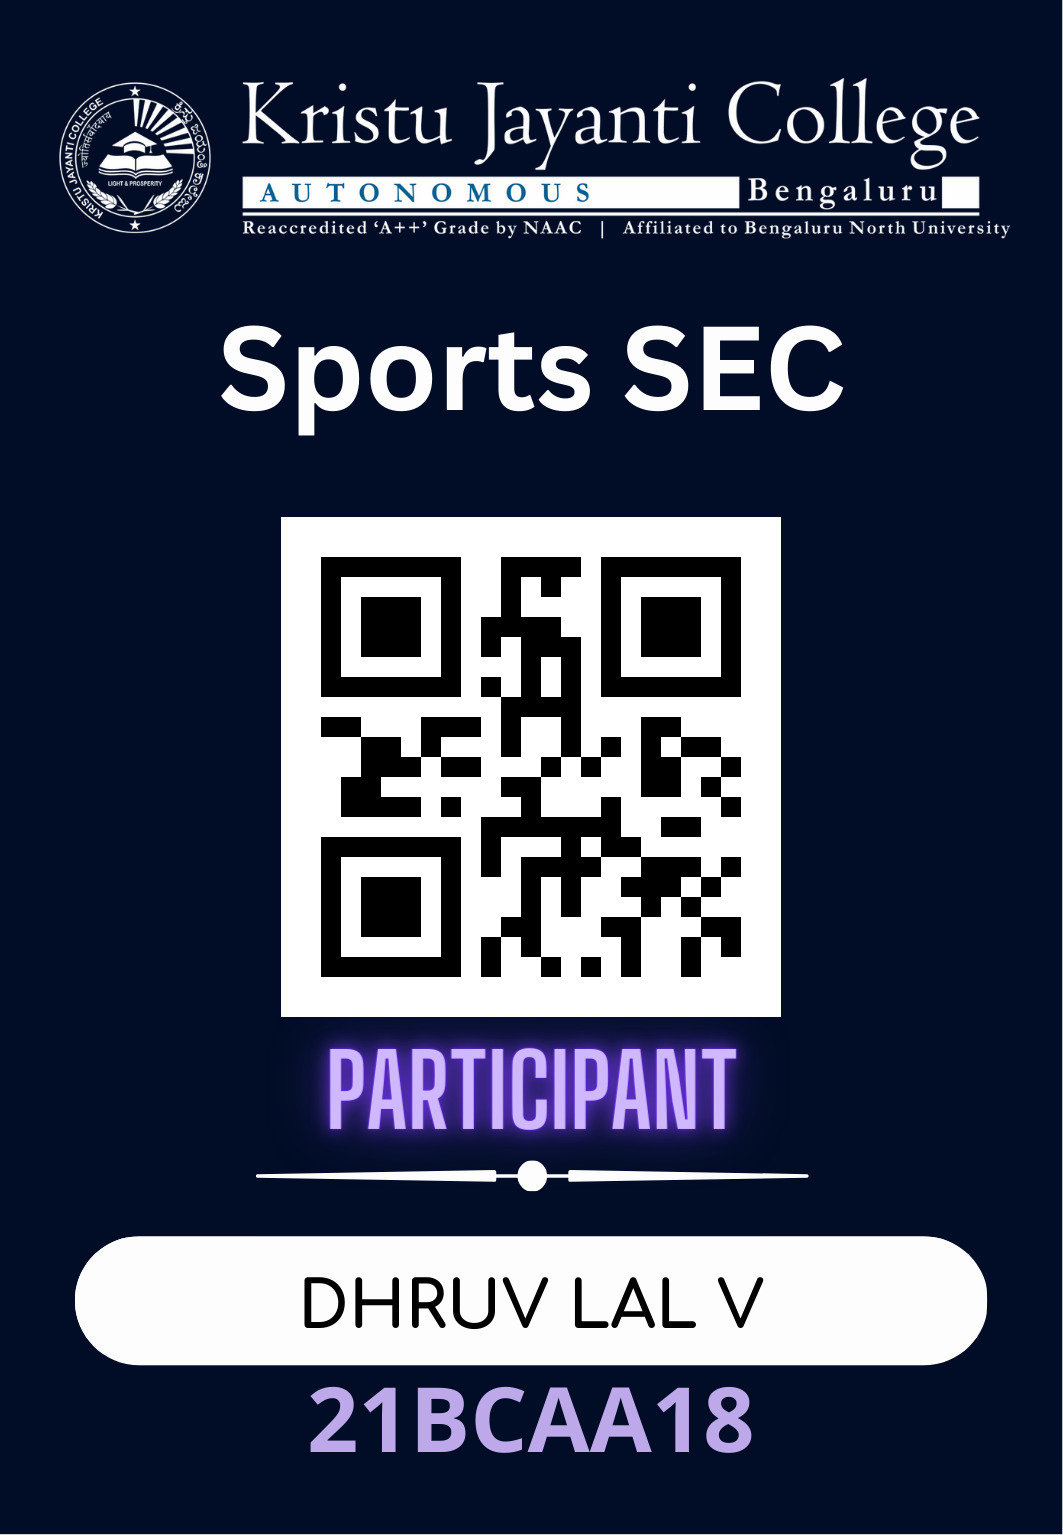 Kristu Jayanti College
AUTONOMOUS Bengaluru
Reaccredited ‘A++’ Grade by NAAC | Affiliated to Bengaluru North University
KRISTU JAYANTI COLLEGE
LIGHT & PROSPERITY
Sports SEC
PARTICIPANT
DHRUV LAL V
21BCAA18